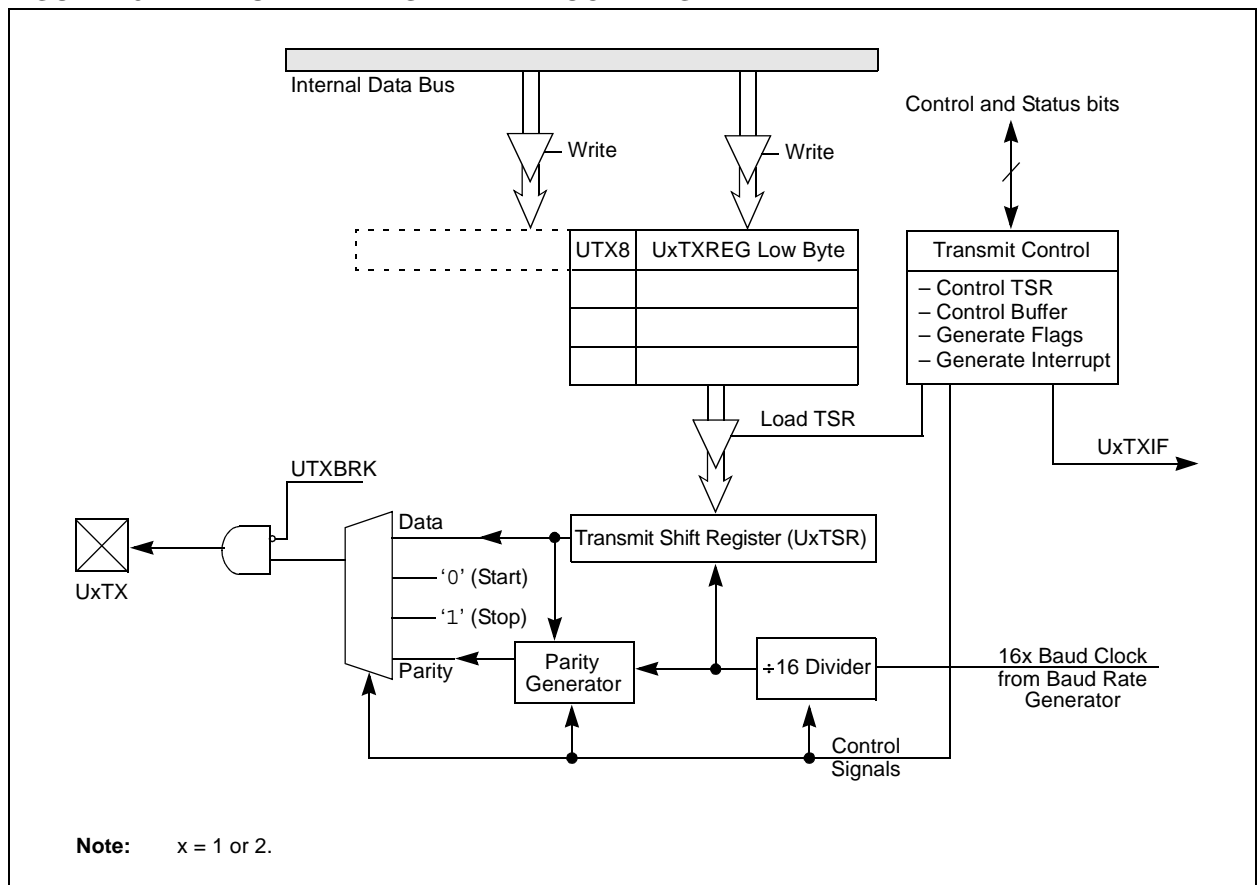 Internal Data Bus
Control and Status bits
Write
Write
UTX8
UxTXREG Low Byte
Transmit Control
– Control TSR
– Control Buffer
– Generate Flags
– Generate Interrupt
Load TSR
UxTXIF
UTXBRK
Data
Transmit Shift Register (UxTSR)
UxTX
‘0’ (Start)
‘1’ (Stop)
Parity
Parity
Generator
÷16 Divider
16x Baud Clock
from Baud Rate
Generator
Control
Signals
Note: x = 1 or 2.